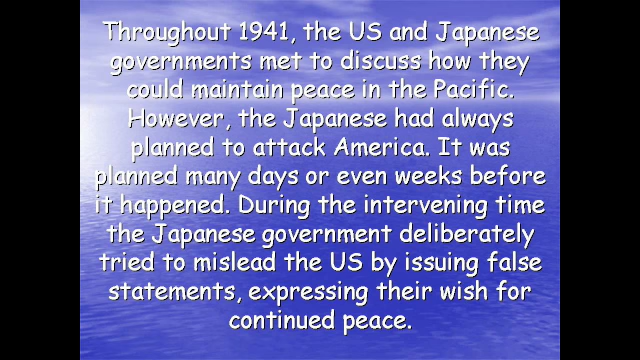 Throughout 1941, the US and Japanese
governments met to discuss how they
could maintain peace in the Pacific.
However, the Japanese had always
planned to attack America. It was
planned many days or even weeks before
it happened. During the intervening time
the Japanese government deliberately
tried to mislead the US by issuing false
statements, expressing their wish for
continued peace.